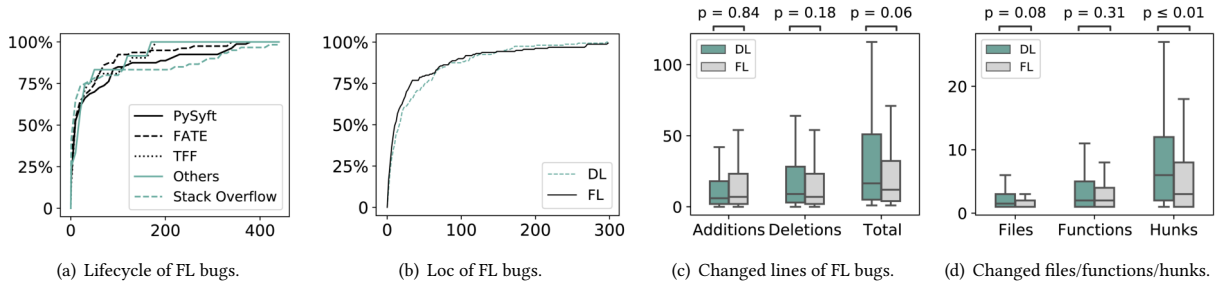 100%
75%
50%
25%
0
0
200
400
PySyft
FATE
TFF
Others
Stack Overflow
(a) Lifecycle of FL bugs.
100%
75%
50%
25%
0
0
100
200
300
DL
FL
(b) Loc of FL bugs.
p = 0.84
p = 0.18
p = 0.06
DL
FL
100
50
0
Additions
Deletions
Total
(c) Changed lines of FL bugs.
p = 0.08
p = 0.31
p ≤ 0.01
DL
FL
20
10
0
Files
Functions
Hunks
(d) Changed files/functions/hunks.